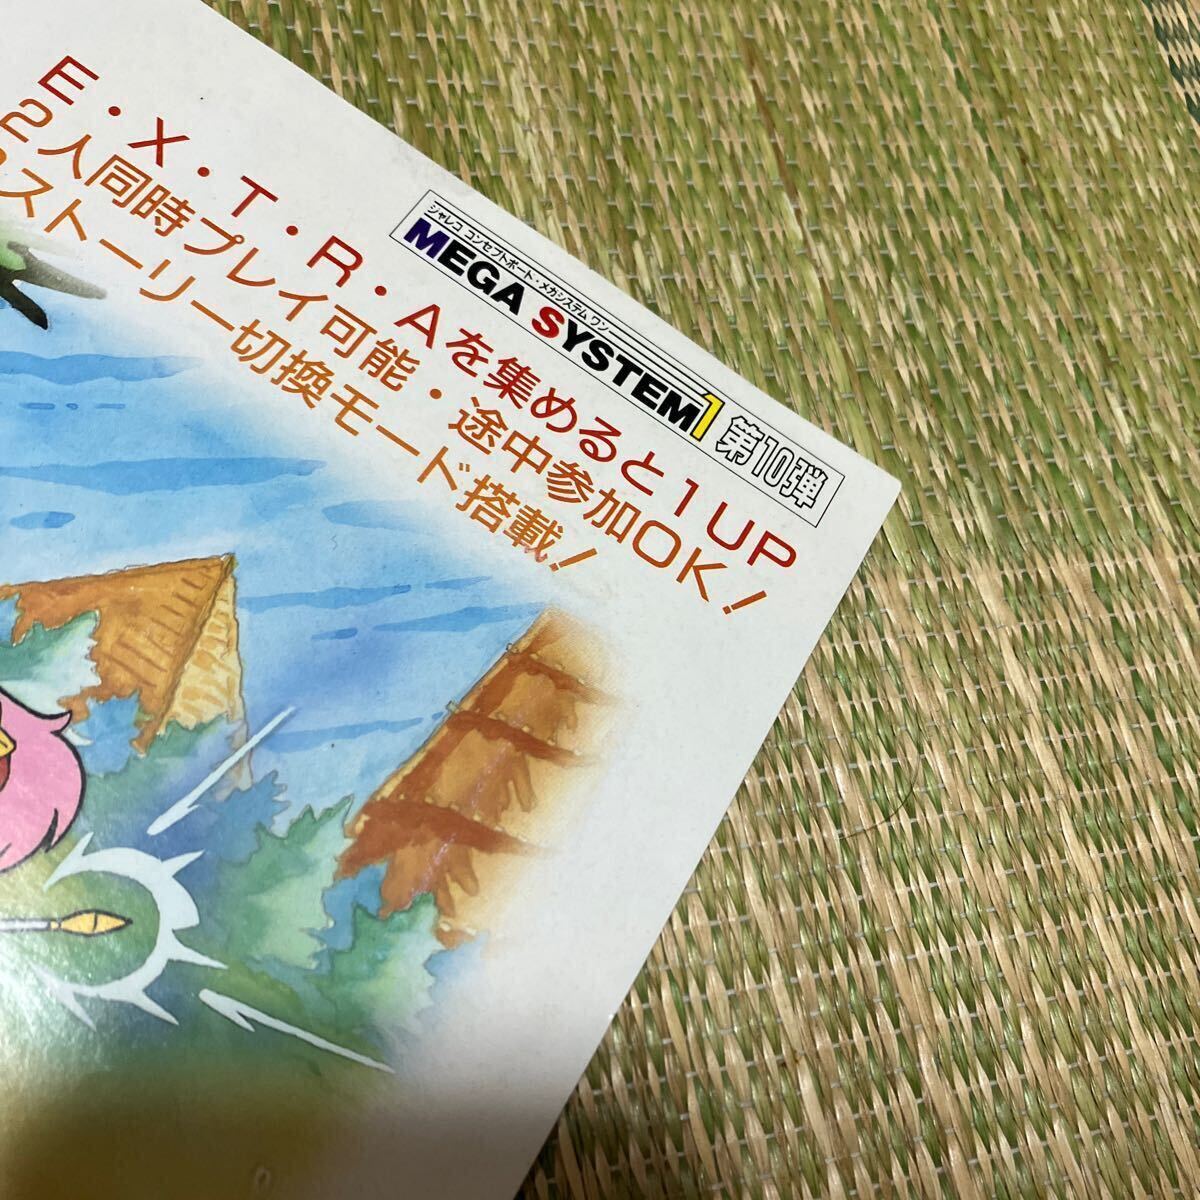 シャレコ コンセプトボード・メガシステム ワン
MEGA SYSTEM1 第10弾
E・X・T・R・Aを集めると1UP
2人同時プレイ可能・途中参加OK!
ストーリー切換モード搭載!